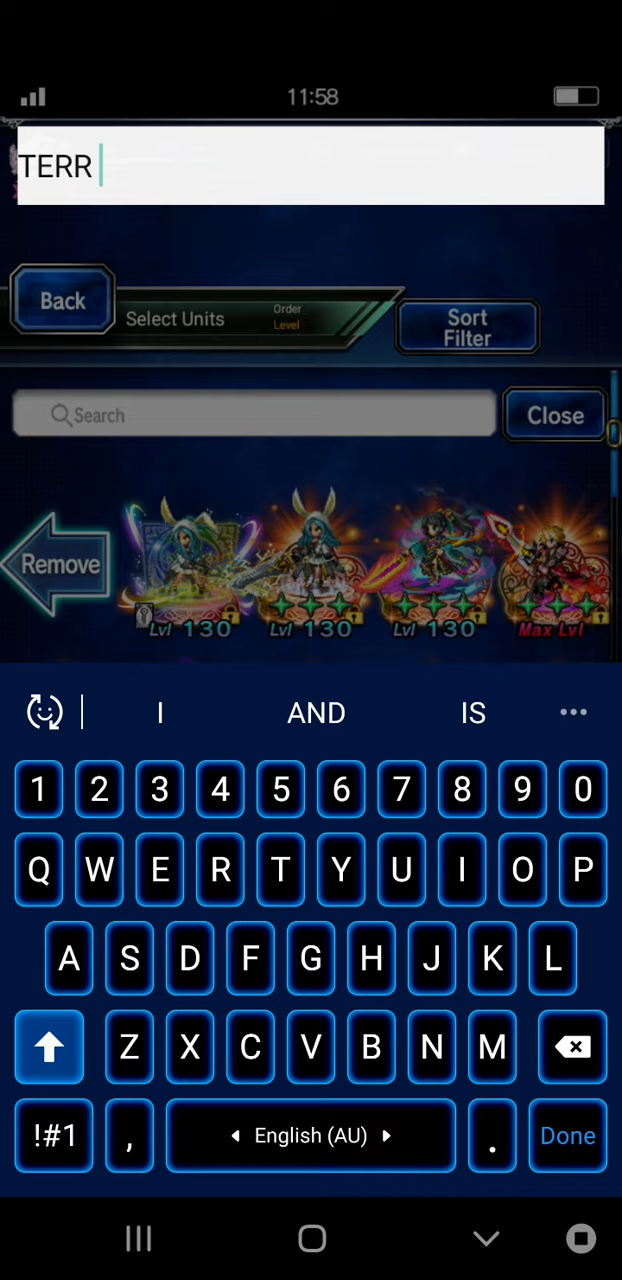 11:58
TERR
Back
Select Units
Order
Level
Sort
Filter
Search
Close
Remove
Lvl 130
Lvl 130
Lvl 130
Max Lvl
I AND IS
1 2 3 4 5 6 7 8 9 0
Q W E R T Y U I O P
A S D F G H J K L
Z X C V B N M
!#1 , English (AU) . Done